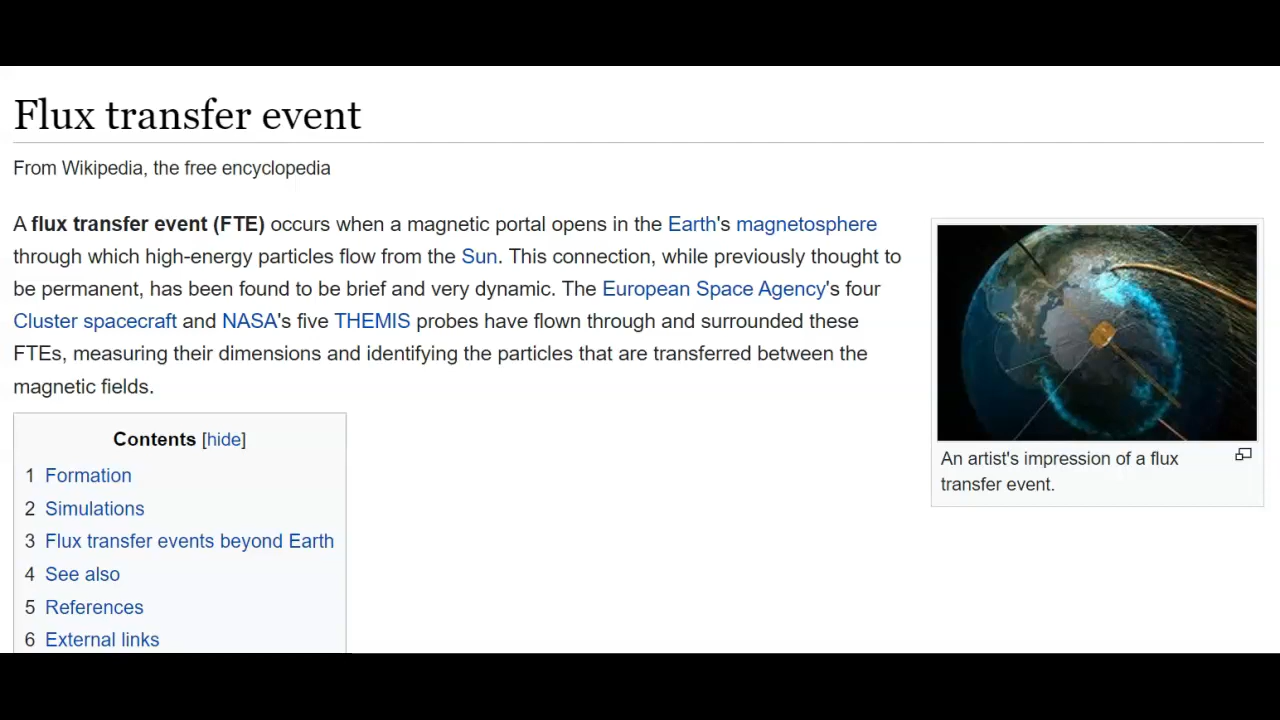 Flux transfer event
From Wikipedia, the free encyclopedia
A flux transfer event (FTE) occurs when a magnetic portal opens in the Earth's magnetosphere
through which high-energy particles flow from the Sun. This connection, while previously thought to
be permanent, has been found to be brief and very dynamic. The European Space Agency's four
Cluster spacecraft and NASA's five THEMIS probes have flown through and surrounded these
FTEs, measuring their dimensions and identifying the particles that are transferred between the
magnetic fields.
An artist's impression of a flux
transfer event.
Contents [hide]
1 Formation
2 Simulations
3 Flux transfer events beyond Earth
4 See also
5 References
6 External links